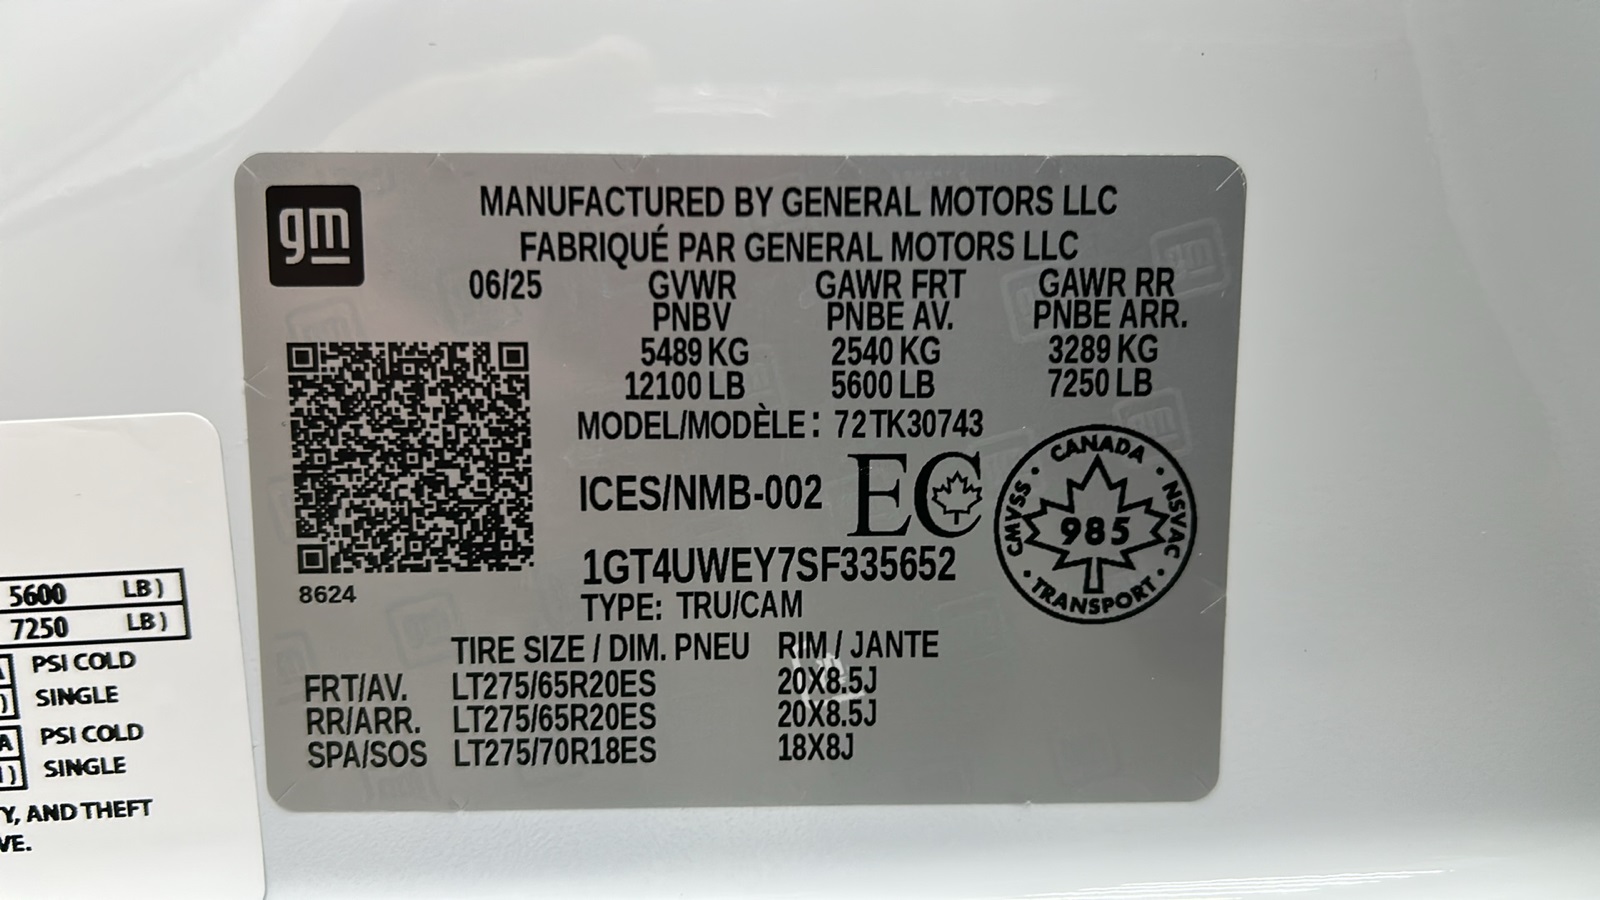 gm
MANUFACTURED BY GENERAL MOTORS LLC
FABRIQUÉ PAR GENERAL MOTORS LLC
06/25 GVWR GAWR FRT GAWR RR
PNBV PNBE AV. PNBE ARR.
5489 KG 2540 KG 3289 KG
12100 LB 5600 LB 7250 LB
MODEL/MODÈLE: 72TK30743
ICES/NMB-002 EC
CANADA
CMVSS 985 NSVAC
TRANSPORT
1GT4UWEY7SF335652
8624
TYPE: TRU/CAM
TIRE SIZE / DIM. PNEU RIM / JANTE
FRT/AV. LT275/65R20ES 20X8.5J
RR/ARR. LT275/65R20ES 20X8.5J
SPA/SOS LT275/70R18ES 18X8J
5600 LB)
7250 LB)
PSI COLD
) SINGLE
A PSI COLD
) SINGLE
Y, AND THEFT
VE.